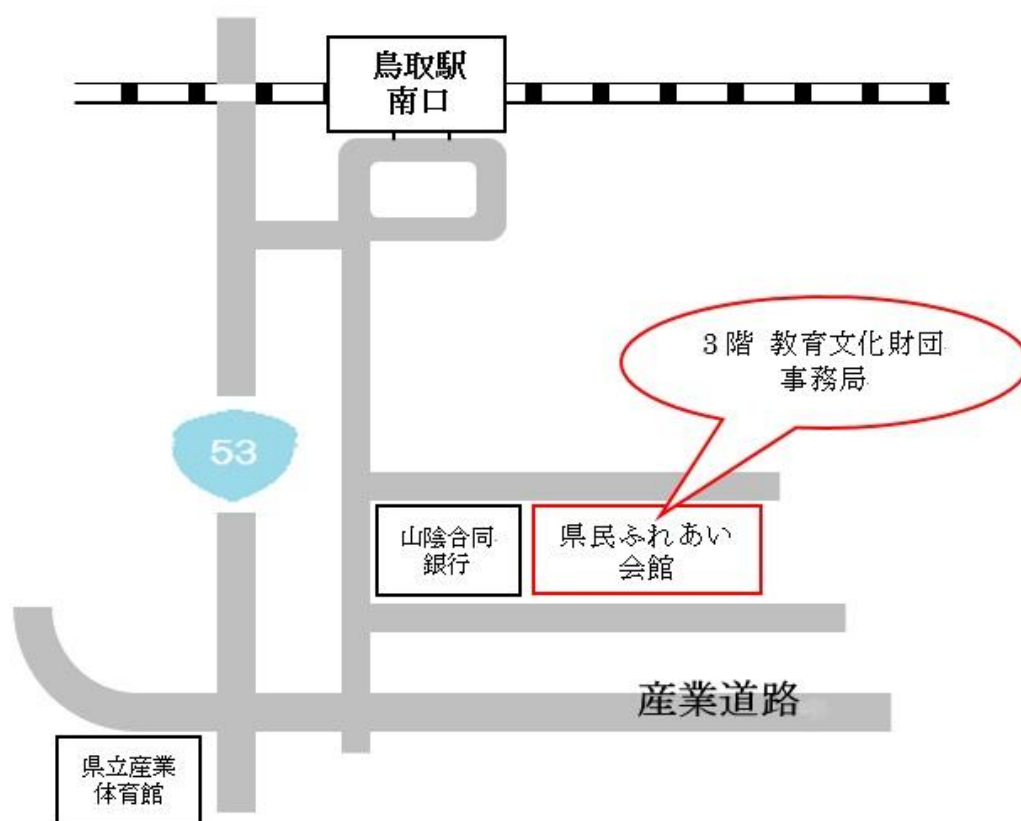 鳥取駅
南口
3階 教育文化財団
事務局
53
山陰合同
銀行
県民ふれあい
会館
産業道路
県立産業
体育館